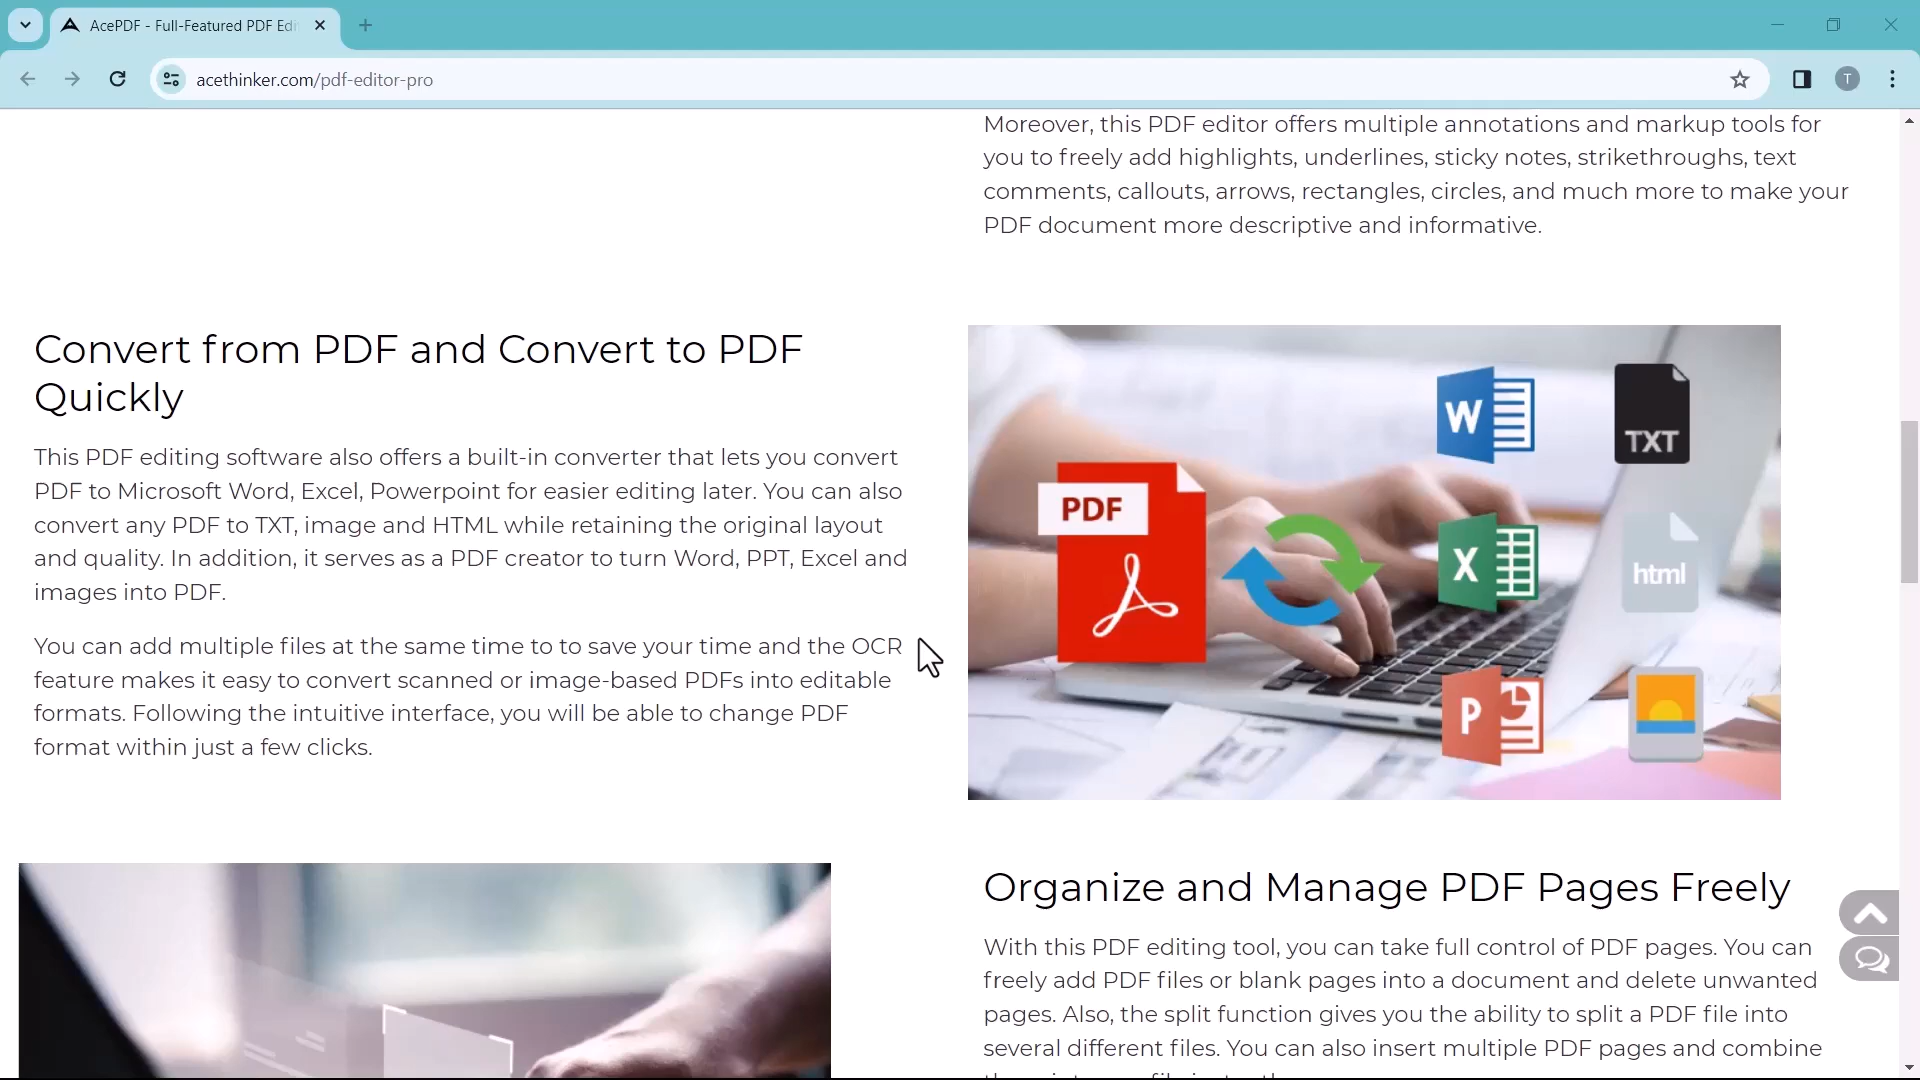 AcePDF - Full-Featured PDF Edi
acethinker.com/pdf-editor-pro
T
Moreover, this PDF editor offers multiple annotations and markup tools for
you to freely add highlights, underlines, sticky notes, strikethroughs, text
comments, callouts, arrows, rectangles, circles, and much more to make your
PDF document more descriptive and informative.
Convert from PDF and Convert to PDF
Quickly
This PDF editing software also offers a built-in converter that lets you convert
PDF to Microsoft Word, Excel, Powerpoint for easier editing later. You can also
convert any PDF to TXT, image and HTML while retaining the original layout
and quality. In addition, it serves as a PDF creator to turn Word, PPT, Excel and
images into PDF.
You can add multiple files at the same time to to save your time and the OCR
feature makes it easy to convert scanned or image-based PDFs into editable
formats. Following the intuitive interface, you will be able to change PDF
format within just a few clicks.
W
TXT
PDF
X
html
P
Organize and Manage PDF Pages Freely
With this PDF editing tool, you can take full control of PDF pages. You can
freely add PDF files or blank pages into a document and delete unwanted
pages. Also, the split function gives you the ability to split a PDF file into
several different files. You can also insert multiple PDF pages and combine